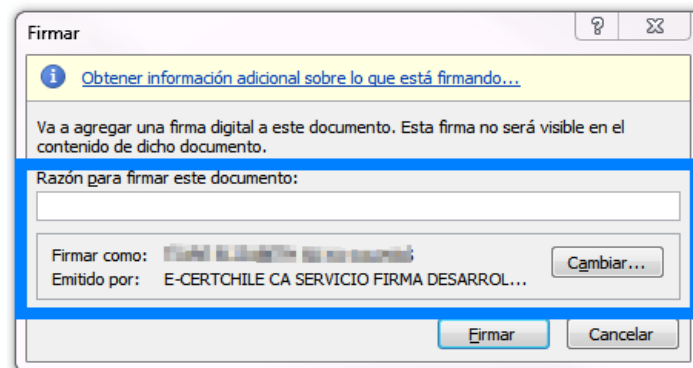 Firmar
Obtener información adicional sobre lo que está firmando...
Va a agregar una firma digital a este documento. Esta firma no será visible en el
contenido de dicho documento.
Razón para firmar este documento:
Firmar como:
Cambiar...
Emitido por: E-CERTCHILE CA SERVICIO FIRMA DESARROL...
Firmar Cancelar